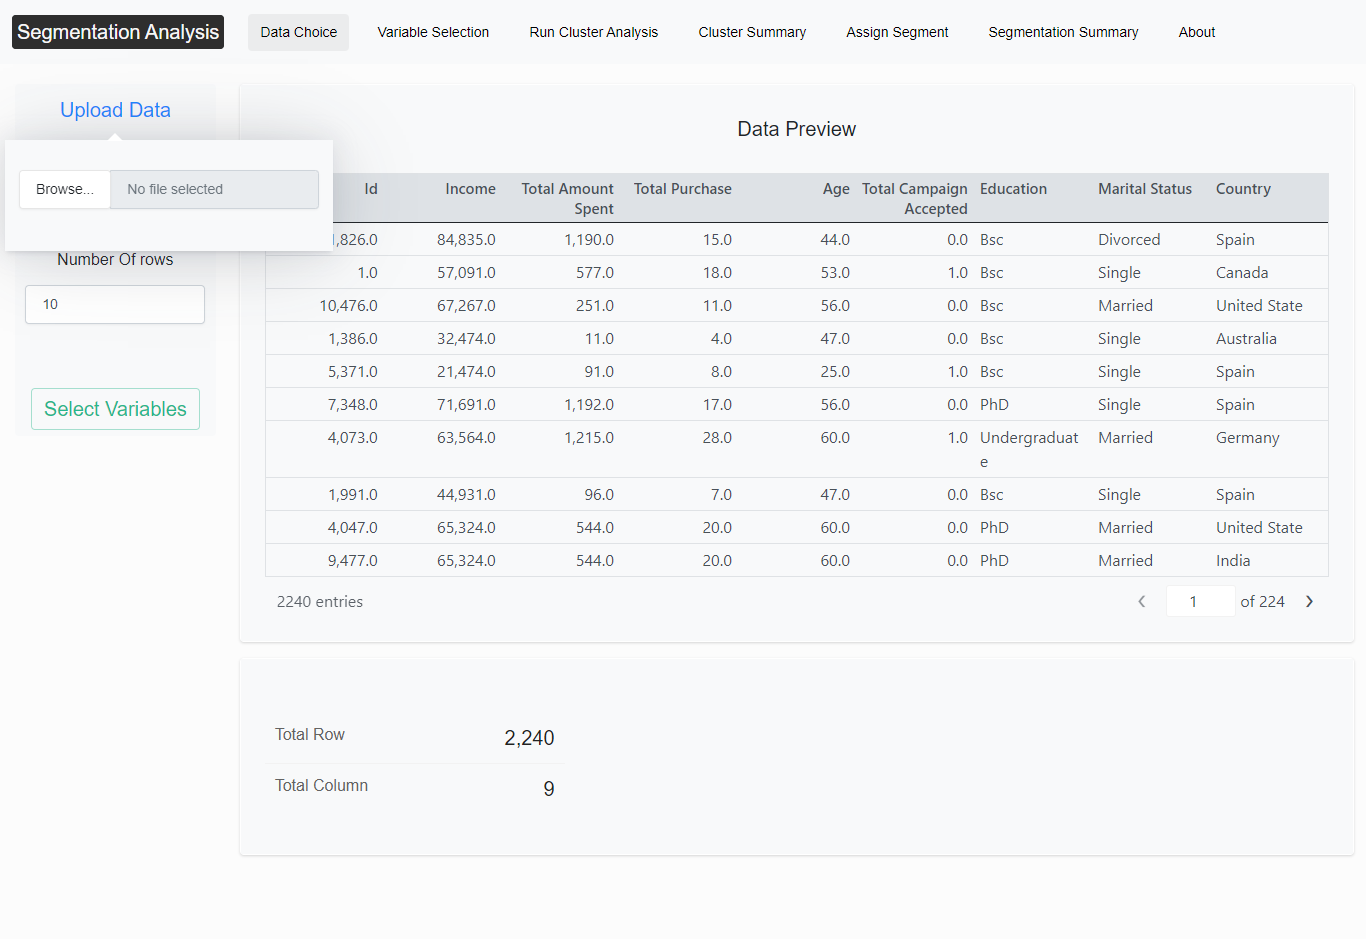 Segmentation Analysis Data Choice Variable Selection Run Cluster Analysis Cluster Summary Assign Segment Segmentation Summary About
Upload Data
Browse... No file selected
Number Of rows
10
Select Variables
Data Preview
Id Income Total Amount Spent Total Purchase Age Total Campaign Accepted Education Marital Status Country
,826.0 84,835.0 1,190.0 15.0 44.0 0.0 Bsc Divorced Spain
1.0 57,091.0 577.0 18.0 53.0 1.0 Bsc Single Canada
10,476.0 67,267.0 251.0 11.0 56.0 0.0 Bsc Married United State
1,386.0 32,474.0 11.0 4.0 47.0 0.0 Bsc Single Australia
5,371.0 21,474.0 91.0 8.0 25.0 1.0 Bsc Single Spain
7,348.0 71,691.0 1,192.0 17.0 56.0 0.0 PhD Single Spain
4,073.0 63,564.0 1,215.0 28.0 60.0 1.0 Undergraduate Married Germany
1,991.0 44,931.0 96.0 7.0 47.0 0.0 Bsc Single Spain
4,047.0 65,324.0 544.0 20.0 60.0 0.0 PhD Married United State
9,477.0 65,324.0 544.0 20.0 60.0 0.0 PhD Married India
2240 entries 1 of 224
Total Row 2,240
Total Column 9